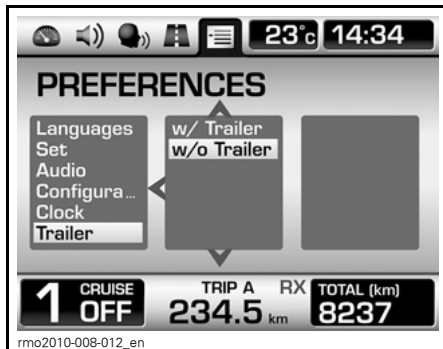 23°c 14:34
PREFERENCES
Languages
Set
Audio
Configura...
Clock
Trailer
w/ Trailer
w/o Trailer
1 CRUISE OFF
TRIP A
234.5 km
RX
TOTAL (km)
8237
rmo2010-008-012_en